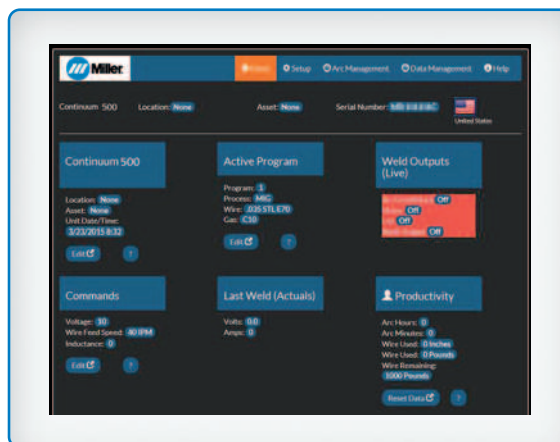 Miller
Setup Arc Management Data Management Help
Continuum 500 Location: None Asset: None Serial Number:
United States
Continuum 500
Location: None
Asset: None
Unit Date/Time:
3/23/2015 8:32
Edit ?
Active Program
Program: 1
Process: MIG
Wire: .035 STL E70
Gas: C10
Edit ?
Weld Outputs
(Live)
Off
Off
Off
Off
Commands
Voltage: 10
Wire Feed Speed: 40 IPM
Inductance: 0
Edit ?
Last Weld (Actuals)
Volts: 0.0
Amps: 0
Productivity
Arc Hours: 0
Arc Minutes: 0
Wire Used: 0 Inches
Wire Used: 0 Pounds
Wire Remaining:
1000 Pounds
Reset Data ?